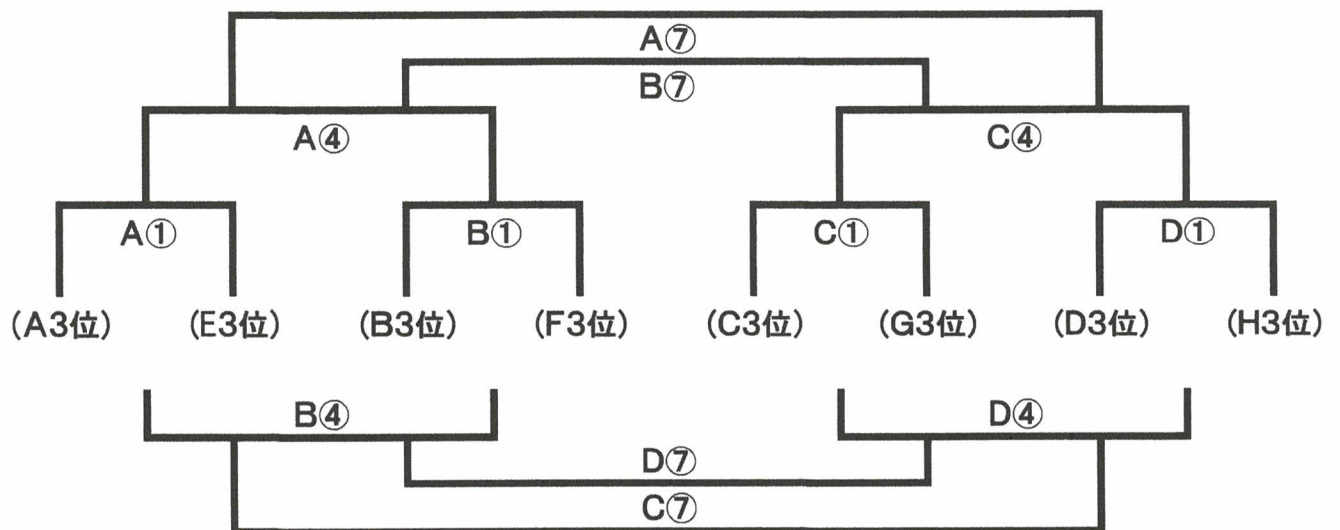 A⑦
B⑦
A④ C④
A① B① C① D①
(A3位) (E3位) (B3位) (F3位) (C3位) (G3位) (D3位) (H3位)
B④ D④
D⑦
C⑦